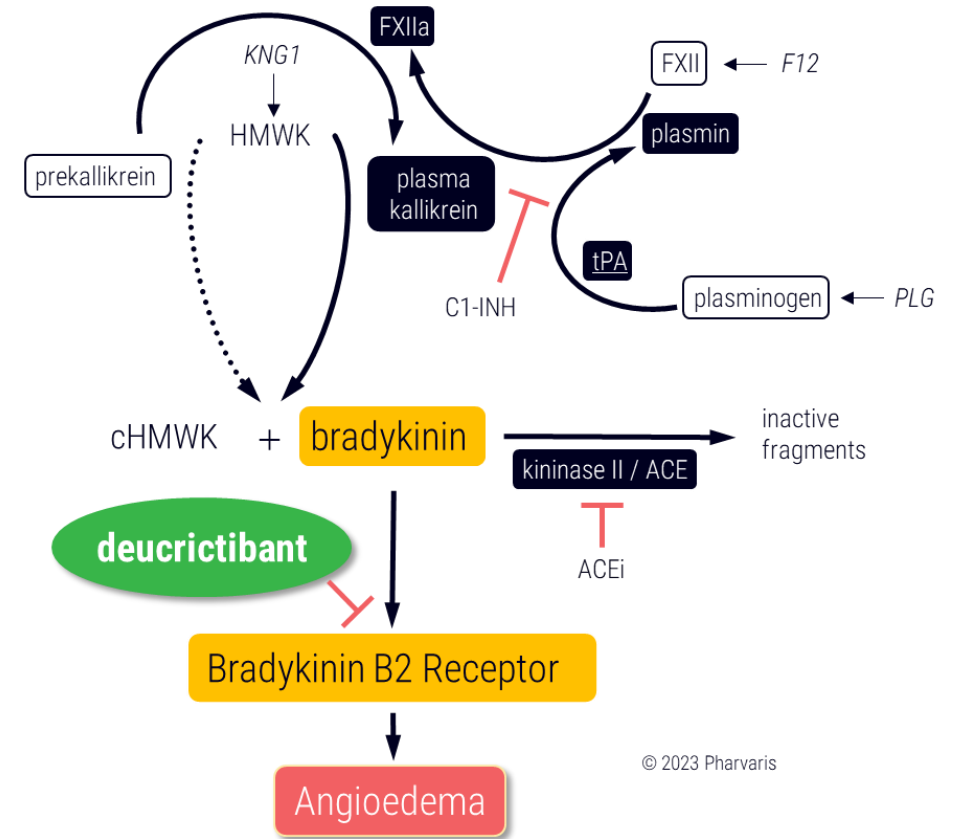 FXIIa
KNG1
FXII
F12
HMWK
plasmin
prekallikrein
plasma
kallikrein
tPA
C1-INH
plasminogen
PLG
cHMWK + bradykinin
inactive
fragments
kininase II / ACE
deucrictibant
ACEi
Bradykinin B2 Receptor
© 2023 Pharvaris
Angioedema